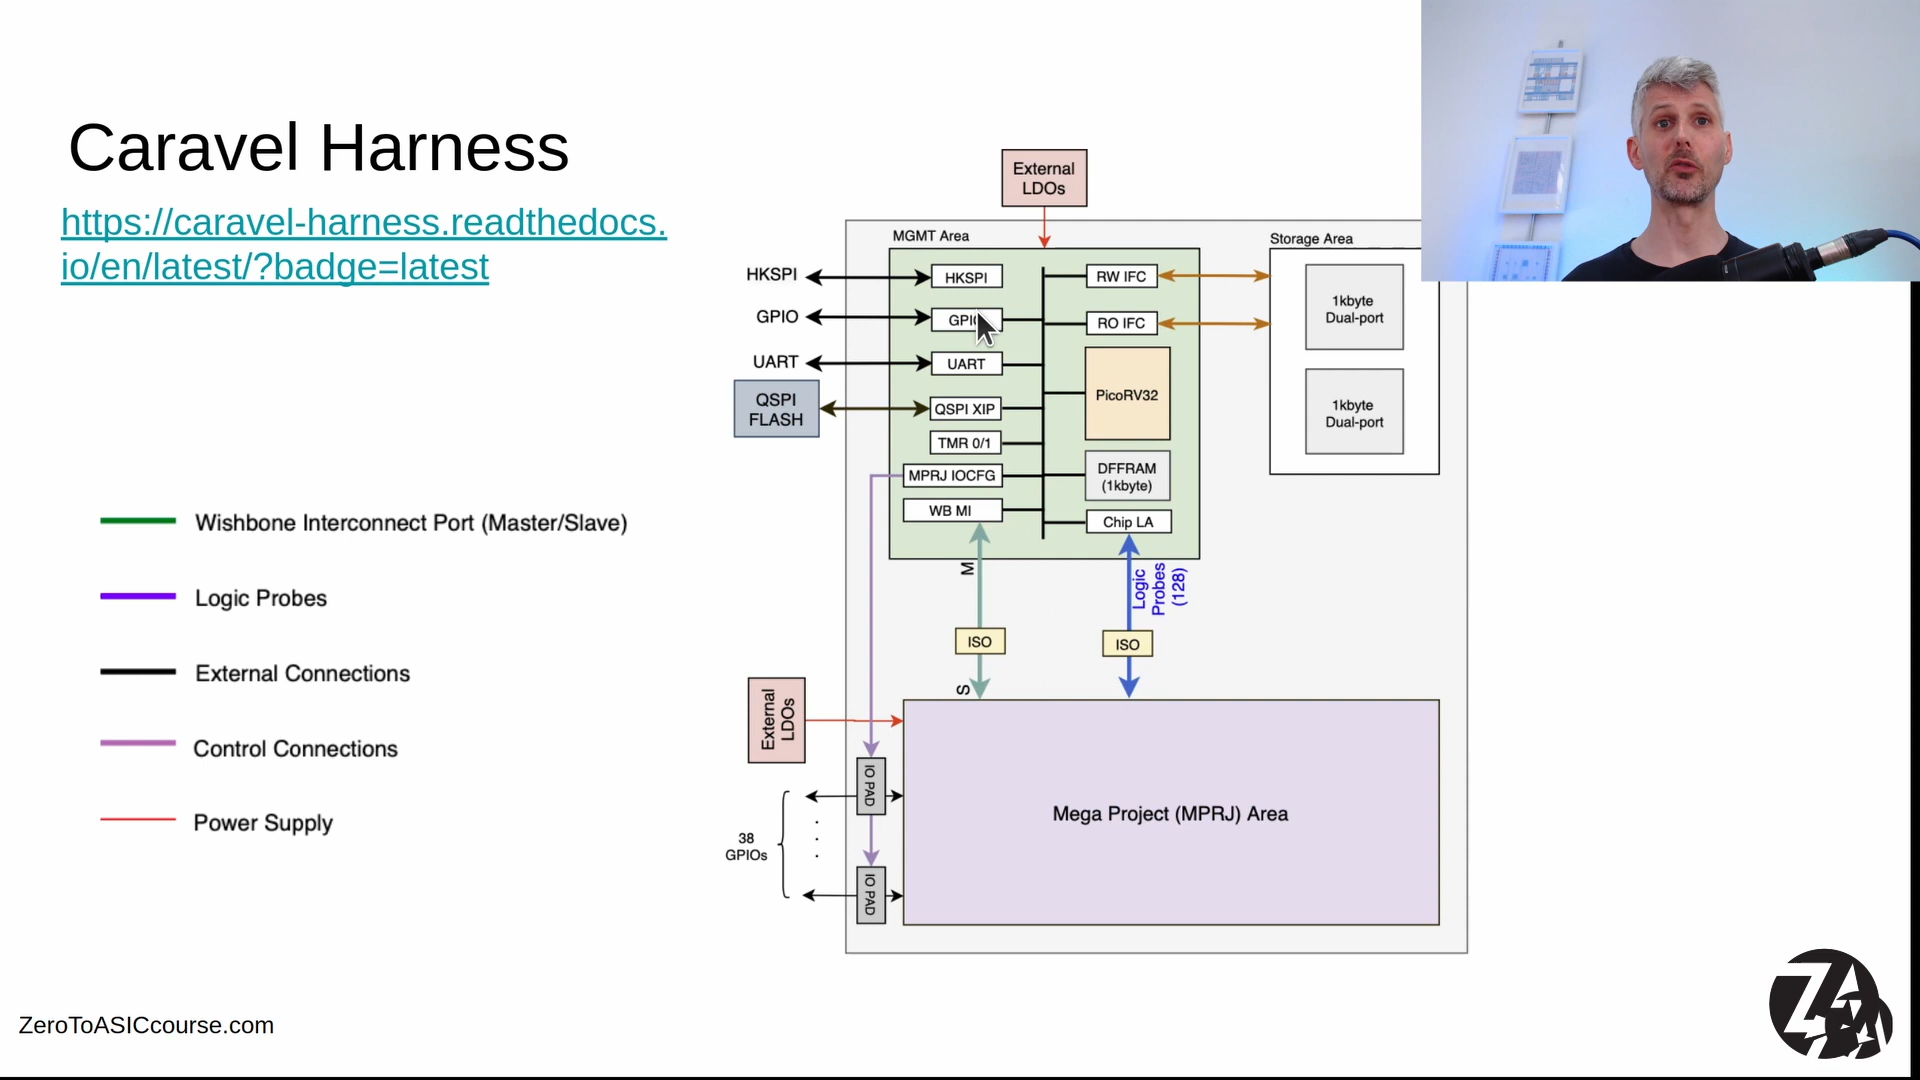 Caravel Harness
https://caravel-harness.readthedocs.
io/en/latest/?badge=latest
Wishbone Interconnect Port (Master/Slave)
Logic Probes
External Connections
Control Connections
Power Supply
External
LDOs
MGMT Area
Storage Area
HKSPI
HKSPI
RW IFC
1kbyte
Dual-port
GPIO
GPIO
RO IFC
UART
UART
PicoRV32
QSPI
FLASH
QSPI XIP
1kbyte
Dual-port
TMR 0/1
MPRJ IOCFG
DFFRAM
(1kbyte)
WB MI
Chip LA
M
Logic
Probes
(128)
ISO
ISO
S
External
LDOs
IO PAD
38
GPIOs
IO PAD
Mega Project (MPRJ) Area
ZeroToASICcourse.com
ZA